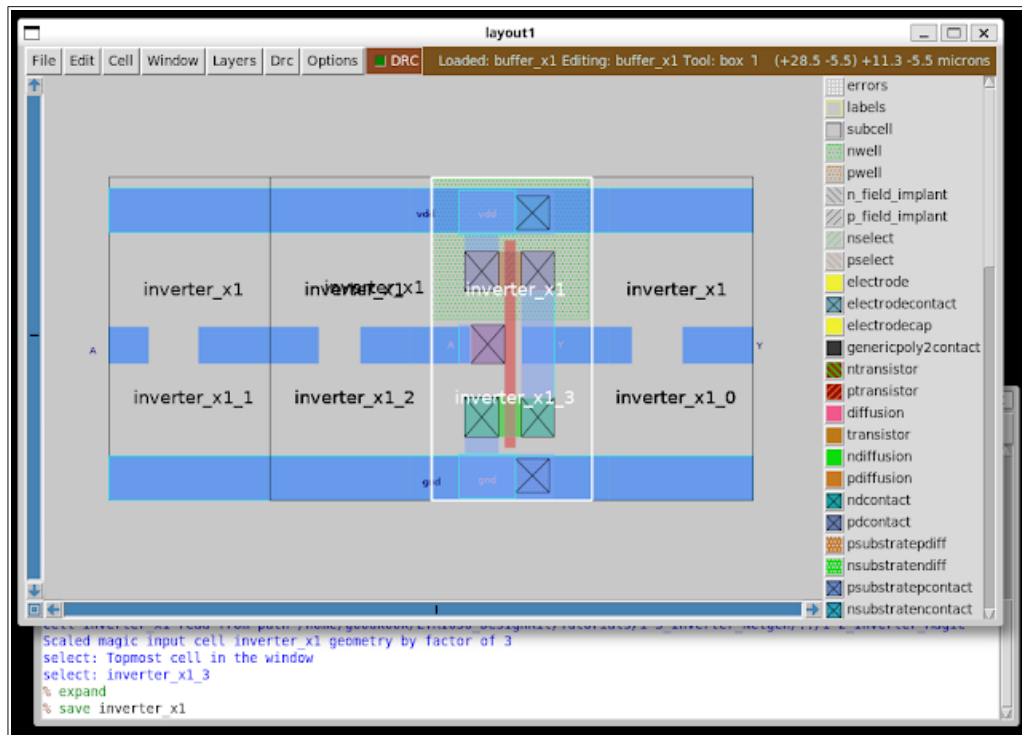 layout1
File Edit Cell Window Layers Drc Options DRC Loaded: buffer_x1 Editing: buffer_x1 Tool: box (+28.5 -5.5) +11.3 -5.5 microns
errors
labels
subcell
nwell
pwell
n_field_implant
p_field_implant
nselect
pselect
electrode
electrodecontact
electrodecap
genericpoly2contact
ntransistor
ptransistor
diffusion
transistor
ndiffusion
pdiffusion
ndcontact
pdcontact
psubstratepdiff
nsubstratendiff
psubstratepcontact
nsubstratencontact
vdd vdd
inverter_x1 inverter_x1 inverter_x1 inverter_x1
A A Y Y
inverter_x1_1 inverter_x1_2 inverter_x1_3 inverter_x1_0
gnd gnd
Scaled magic input cell inverter_x1 geometry by factor of 3
select: Topmost cell in the window
select: inverter_x1_3
% expand
% save inverter_x1